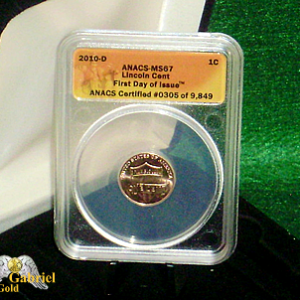 2010-D
ANACS-MS67
1C
Lincoln Cent
First Day of Issue™
ANACS Certified #0305 of 9,849
Gabriel
Gold